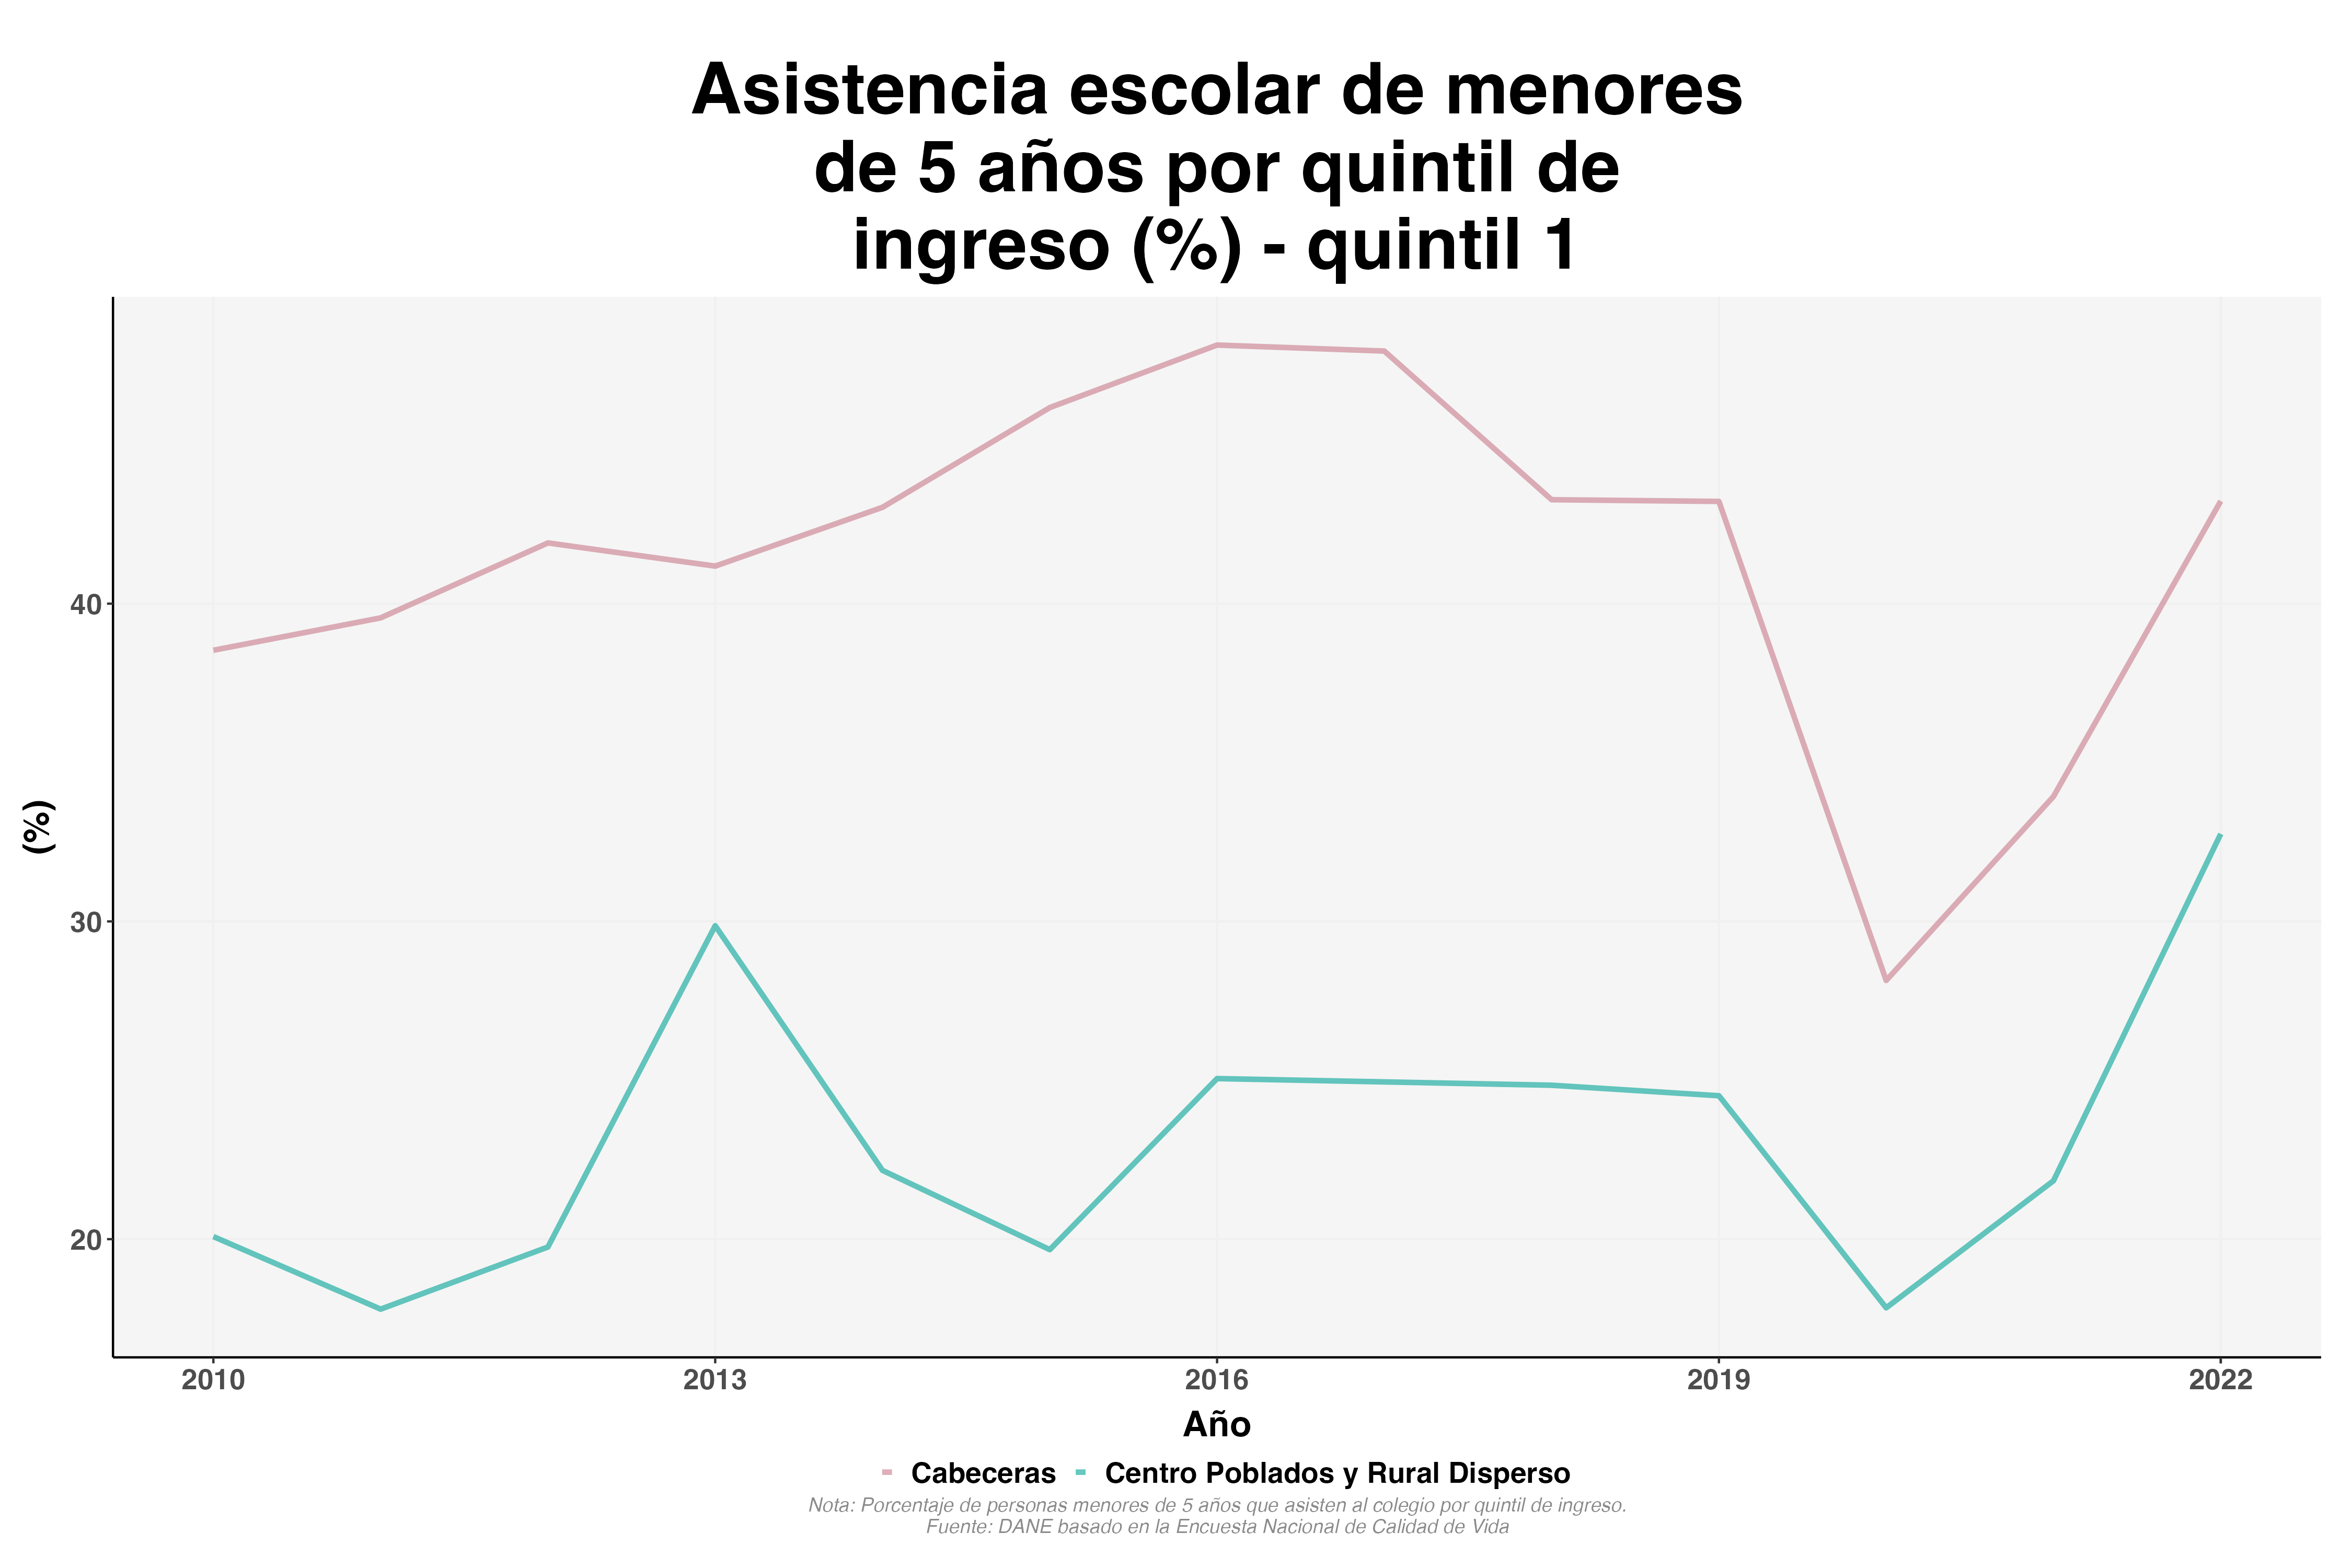 Asistencia escolar de menores
de 5 años por quintil de
ingreso (%) - quintil 1
(%)
40
30
20
2010 2013 2016 2019 2022
Año
Cabeceras Centro Poblados y Rural Disperso
Nota: Porcentaje de personas menores de 5 años que asisten al colegio por quintil de ingreso.
Fuente: DANE basado en la Encuesta Nacional de Calidad de Vida